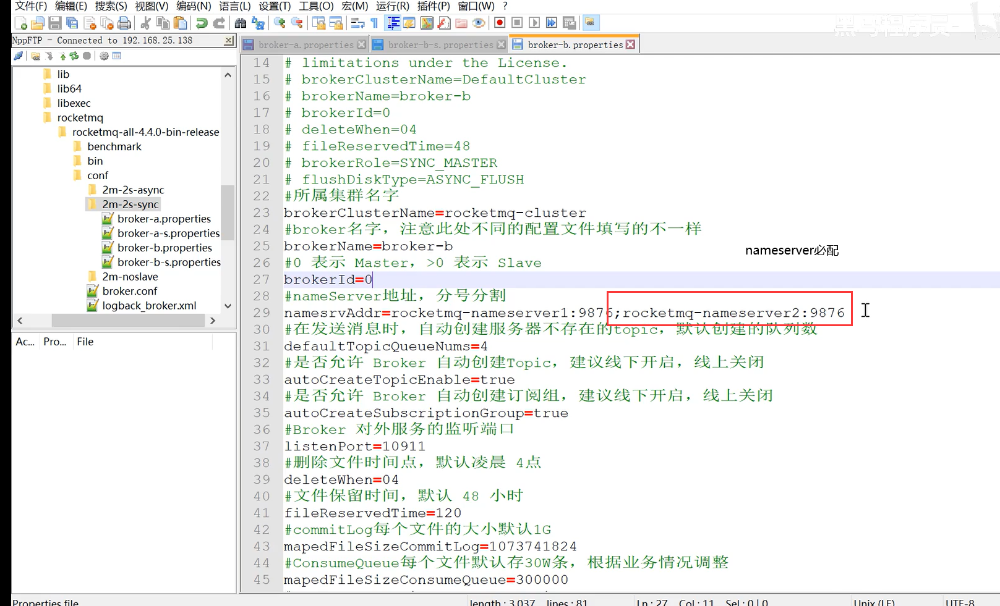 文件(F) 编辑(E) 搜索(S) 视图(V) 编码(N) 语言(L) 设置(T) 工具(O) 宏(M) 运行(R) 插件(P) 窗口(W) ?
黑马程序员-
NppFTP - Connected to 192.168.25.138
broker-a.properties broker-b-s.properties broker-b.properties
lib
lib64
libexec
rocketmq
rocketmq-all-4.4.0-bin-release
benchmark
bin
conf
2m-2s-async
2m-2s-sync
broker-a.properties
broker-a-s.properties
broker-b.properties
broker-b-s.properties
2m-noslave
broker.conf
logback_broker.xml
Ac... Pro... File
14 # limitations under the License.
15 # brokerClusterName=DefaultCluster
16 # brokerName=broker-b
17 # brokerId=0
18 # deleteWhen=04
19 # fileReservedTime=48
20 # brokerRole=SYNC_MASTER
21 # flushDiskType=ASYNC_FLUSH
22 #所属集群名字
23 brokerClusterName=rocketmq-cluster
24 #broker名字，注意此处不同的配置文件填写的不一样
25 brokerName=broker-b
nameserver必配
26 #0 表示 Master，>0 表示 Slave
27 brokerId=0
28 #nameServer地址，分号分割
29 namesrvAddr=rocketmq-nameserver1:9876;rocketmq-nameserver2:9876
30 #在发送消息时，自动创建服务器不存在的topic，默认创建的队列数
31 defaultTopicQueueNums=4
32 #是否允许 Broker 自动创建Topic，建议线下开启，线上关闭
33 autoCreateTopicEnable=true
34 #是否允许 Broker 自动创建订阅组，建议线下开启，线上关闭
35 autoCreateSubscriptionGroup=true
36 #Broker 对外服务的监听端口
37 listenPort=10911
38 #删除文件时间点，默认凌晨 4点
39 deleteWhen=04
40 #文件保留时间，默认 48 小时
41 fileReservedTime=120
42 #commitLog每个文件的大小默认1G
43 mapedFileSizeCommitLog=1073741824
44 #ConsumeQueue每个文件默认存30W条，根据业务情况调整
45 mapedFileSizeConsumeQueue=300000
Properties file length : 3,037 lines : 81 Ln : 27 Col : 11 Sel : 0 | 0 Unix (LF) UTF-8